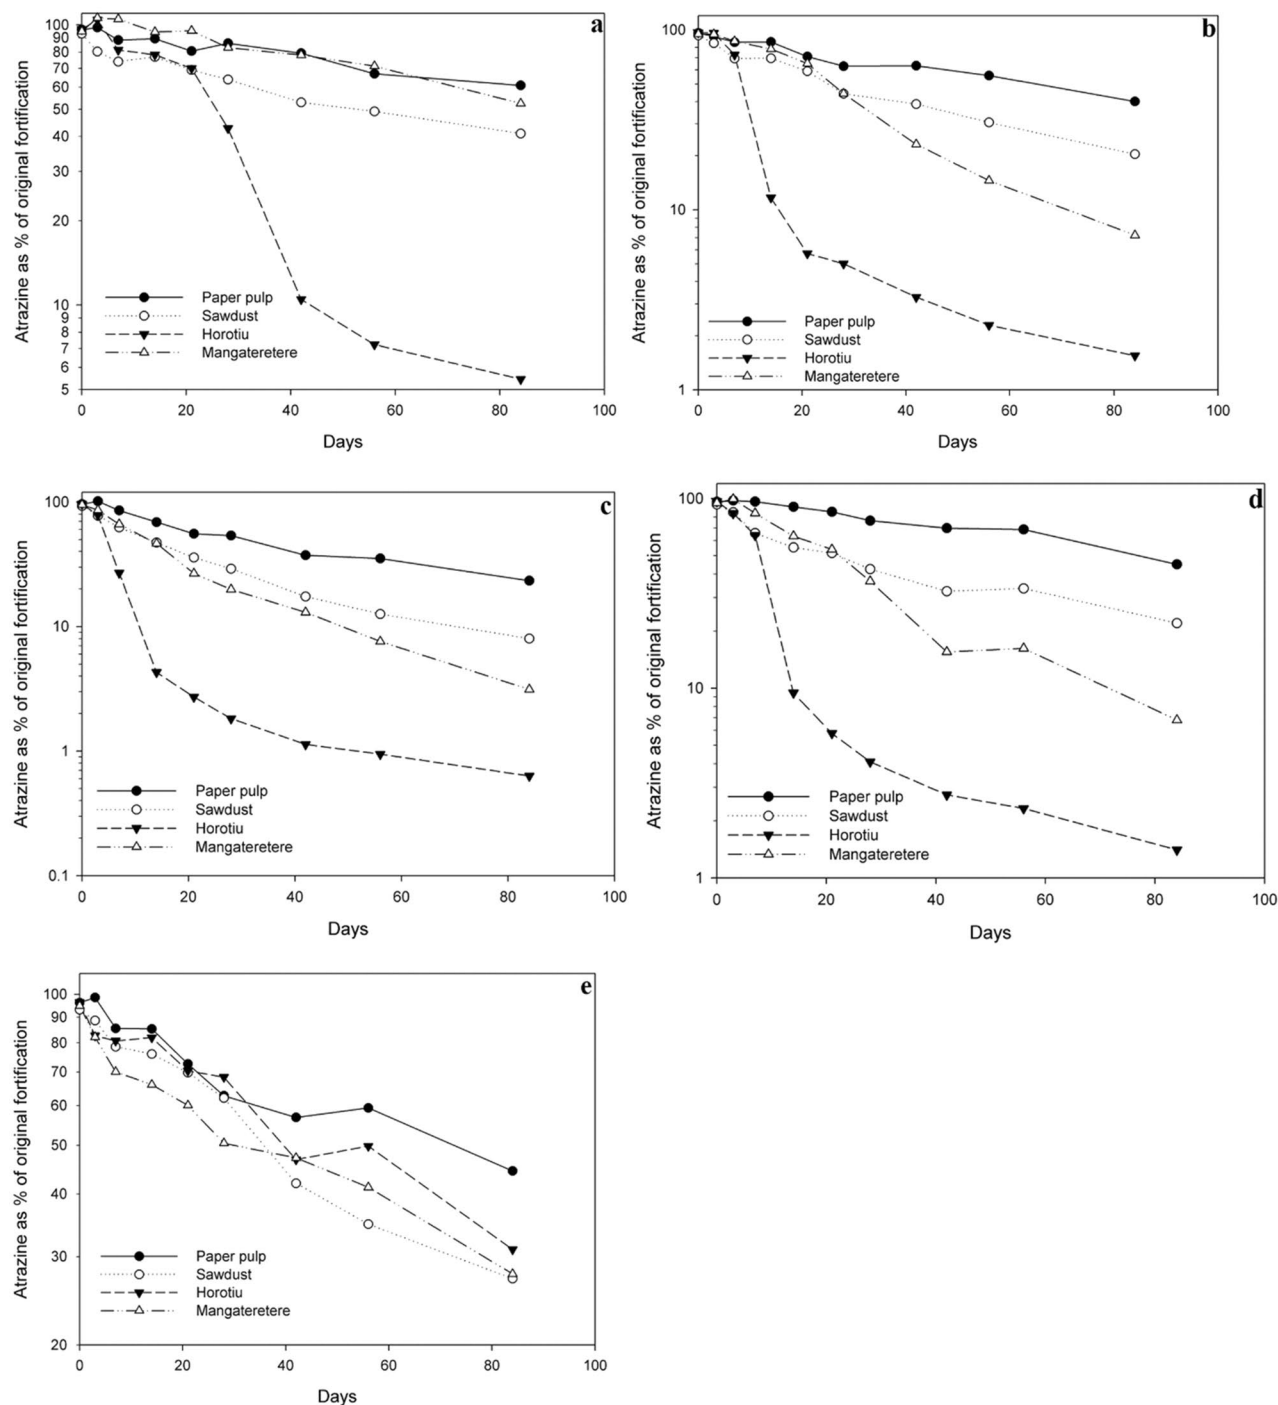 a
Atrazine as % of original fortification
100
90
80
70
60
50
40
30
20
10
9
8
7
6
5
Paper pulp
Sawdust
Horotiu
Mangateretere
0 20 40 60 80 100
Days
b
Atrazine as % of original fortification
100
10
1
Paper pulp
Sawdust
Horotiu
Mangateretere
0 20 40 60 80 100
Days
c
Atrazine as % of original fortification
100
10
1
0.1
Paper pulp
Sawdust
Horotiu
Mangateretere
0 20 40 60 80 100
Days
d
Atrazine as % of original fortification
100
10
1
Paper pulp
Sawdust
Horotiu
Mangateretere
0 20 40 60 80 100
Days
e
Atrazine as % of original fortification
100
90
80
70
60
50
40
30
20
Paper pulp
Sawdust
Horotiu
Mangateretere
0 20 40 60 80 100
Days